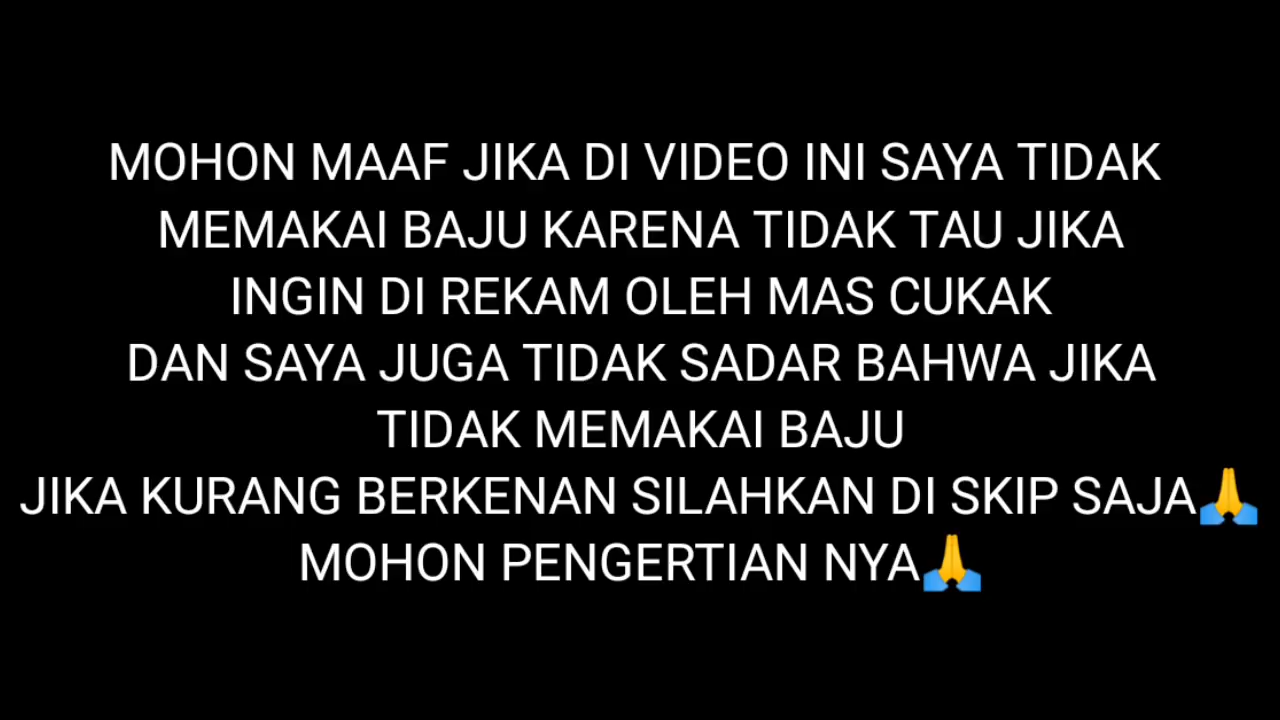 MOHON MAAF JIKA DI VIDEO INI SAYA TIDAK
MEMAKAI BAJU KARENA TIDAK TAU JIKA
INGIN DI REKAM OLEH MAS CUKAK
DAN SAYA JUGA TIDAK SADAR BAHWA JIKA
TIDAK MEMAKAI BAJU
JIKA KURANG BERKENAN SILAHKAN DI SKIP SAJA🙏
MOHON PENGERTIAN NYA🙏